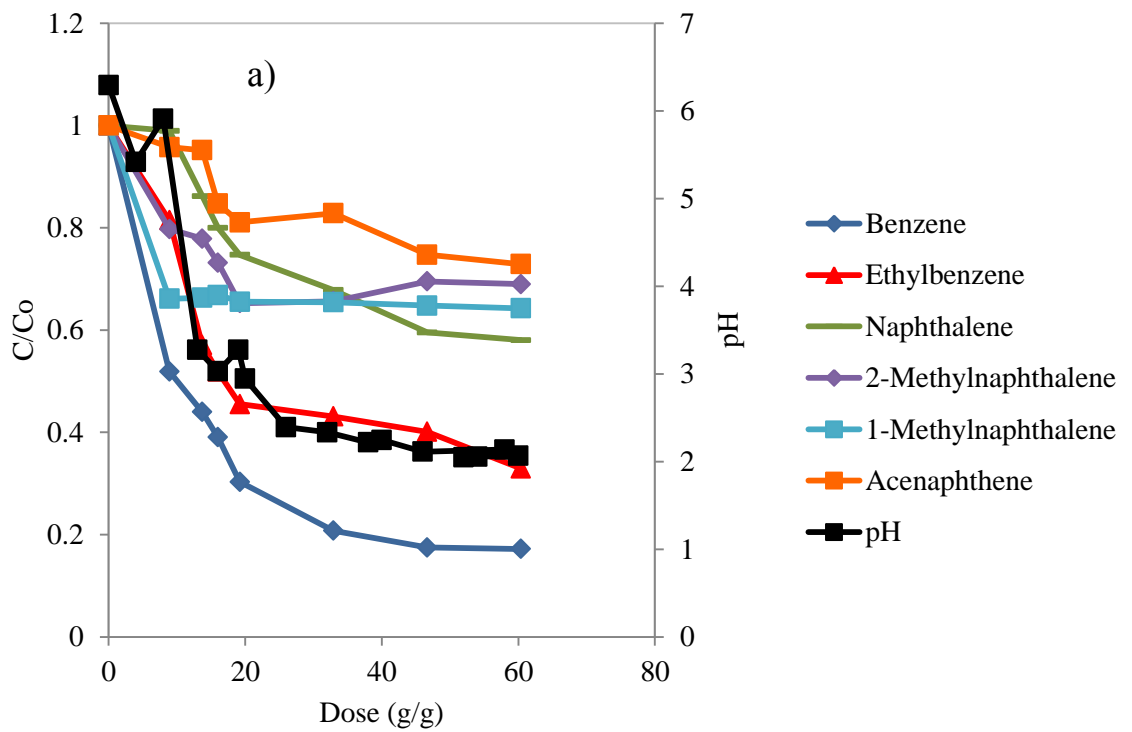 a)
1.2
1
0.8
0.6
0.4
0.2
0
C/Co
0 20 40 60 80
Dose (g/g)
7
6
5
4
3
2
1
0
pH
Benzene
Ethylbenzene
Naphthalene
2-Methylnaphthalene
1-Methylnaphthalene
Acenaphthene
pH